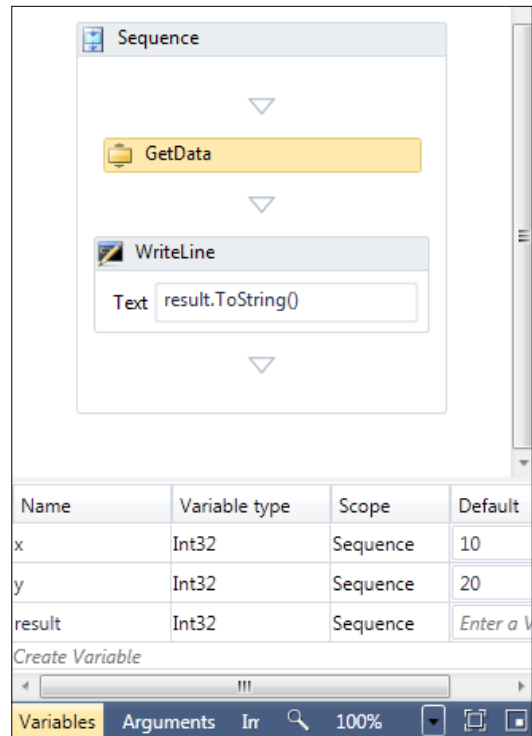 Sequence
GetData
WriteLine
Text result.ToString()
Name Variable type Scope Default
x Int32 Sequence 10
y Int32 Sequence 20
result Int32 Sequence Enter a V
Create Variable
Variables Arguments Im 100%